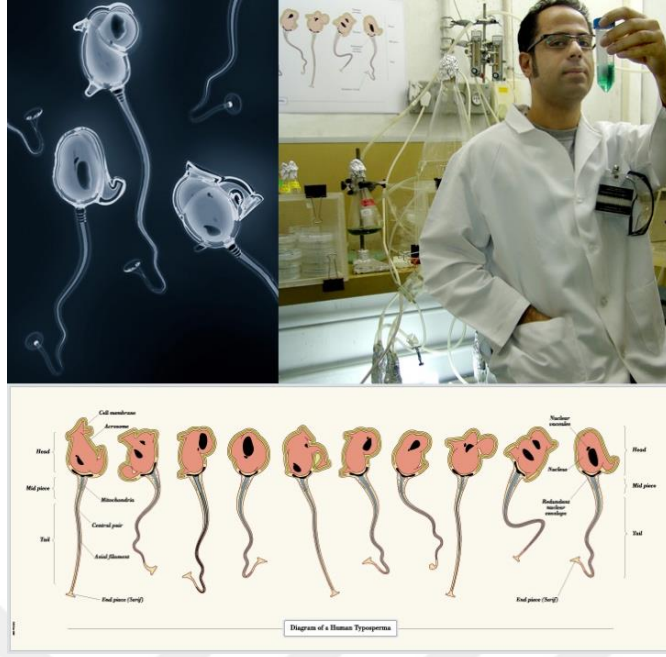 Cell membrane
Acrosome
Head
Mid piece
Mitochondria
Central pair
Tail
Axial filament
End piece (Serif)
Nuclear
vacuoles
Head
Nucleus
Mid piece
Redundant
nuclear
envelope
Tail
End piece (Serif)
Diagram of a Human Typosperma